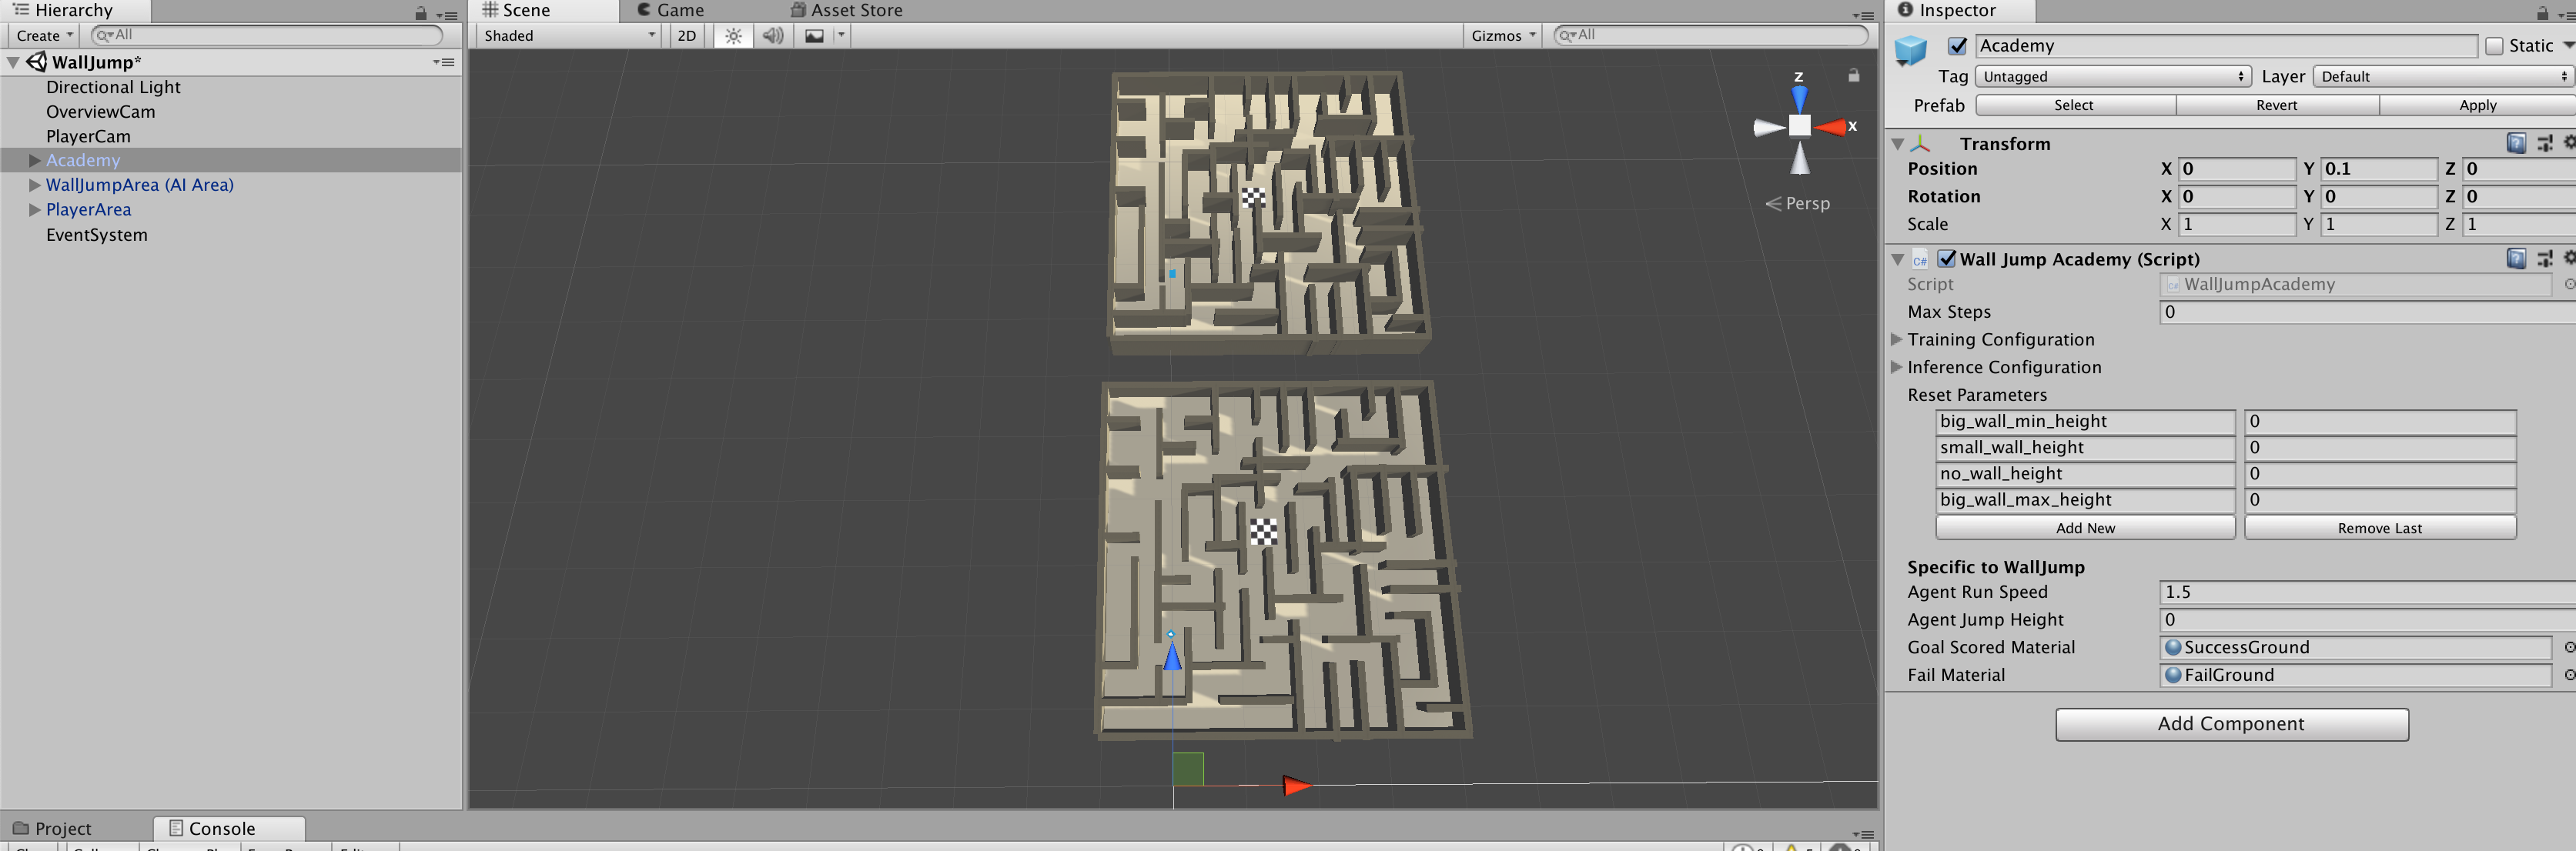 Hierarchy
Create
All
WallJump*
Directional Light
OverviewCam
PlayerCam
Academy
WallJumpArea (AI Area)
PlayerArea
EventSystem
Scene
Game
Asset Store
Shaded
2D
Gizmos
All
z
x
Persp
Inspector
Academy
Static
Tag
Untagged
Layer
Default
Prefab
Select
Revert
Apply
Transform
Position X 0 Y 0.1 Z 0
Rotation X 0 Y 0 Z 0
Scale X 1 Y 1 Z 1
C#
Wall Jump Academy (Script)
Script WallJumpAcademy
Max Steps 0
Training Configuration
Inference Configuration
Reset Parameters
big_wall_min_height 0
small_wall_height 0
no_wall_height 0
big_wall_max_height 0
Add New
Remove Last
Specific to WallJump
Agent Run Speed 1.5
Agent Jump Height 0
Goal Scored Material SuccessGround
Fail Material FailGround
Add Component
Project
Console